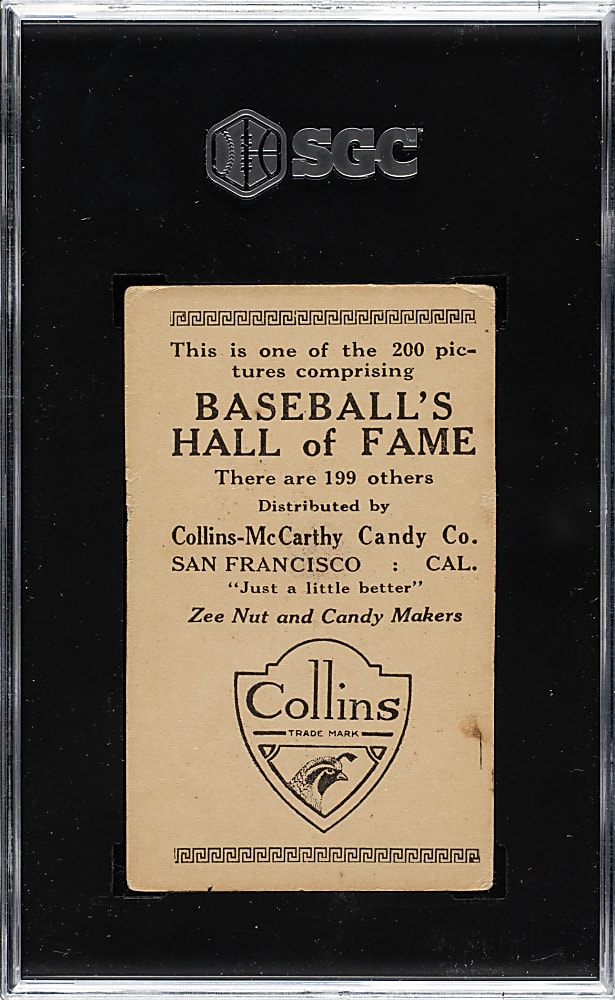 SGC
This is one of the 200 pic-
tures comprising
BASEBALL'S
HALL of FAME
There are 199 others
Distributed by
Collins-McCarthy Candy Co.
SAN FRANCISCO : CAL.
"Just a little better"
Zee Nut and Candy Makers
Collins
TRADE MARK